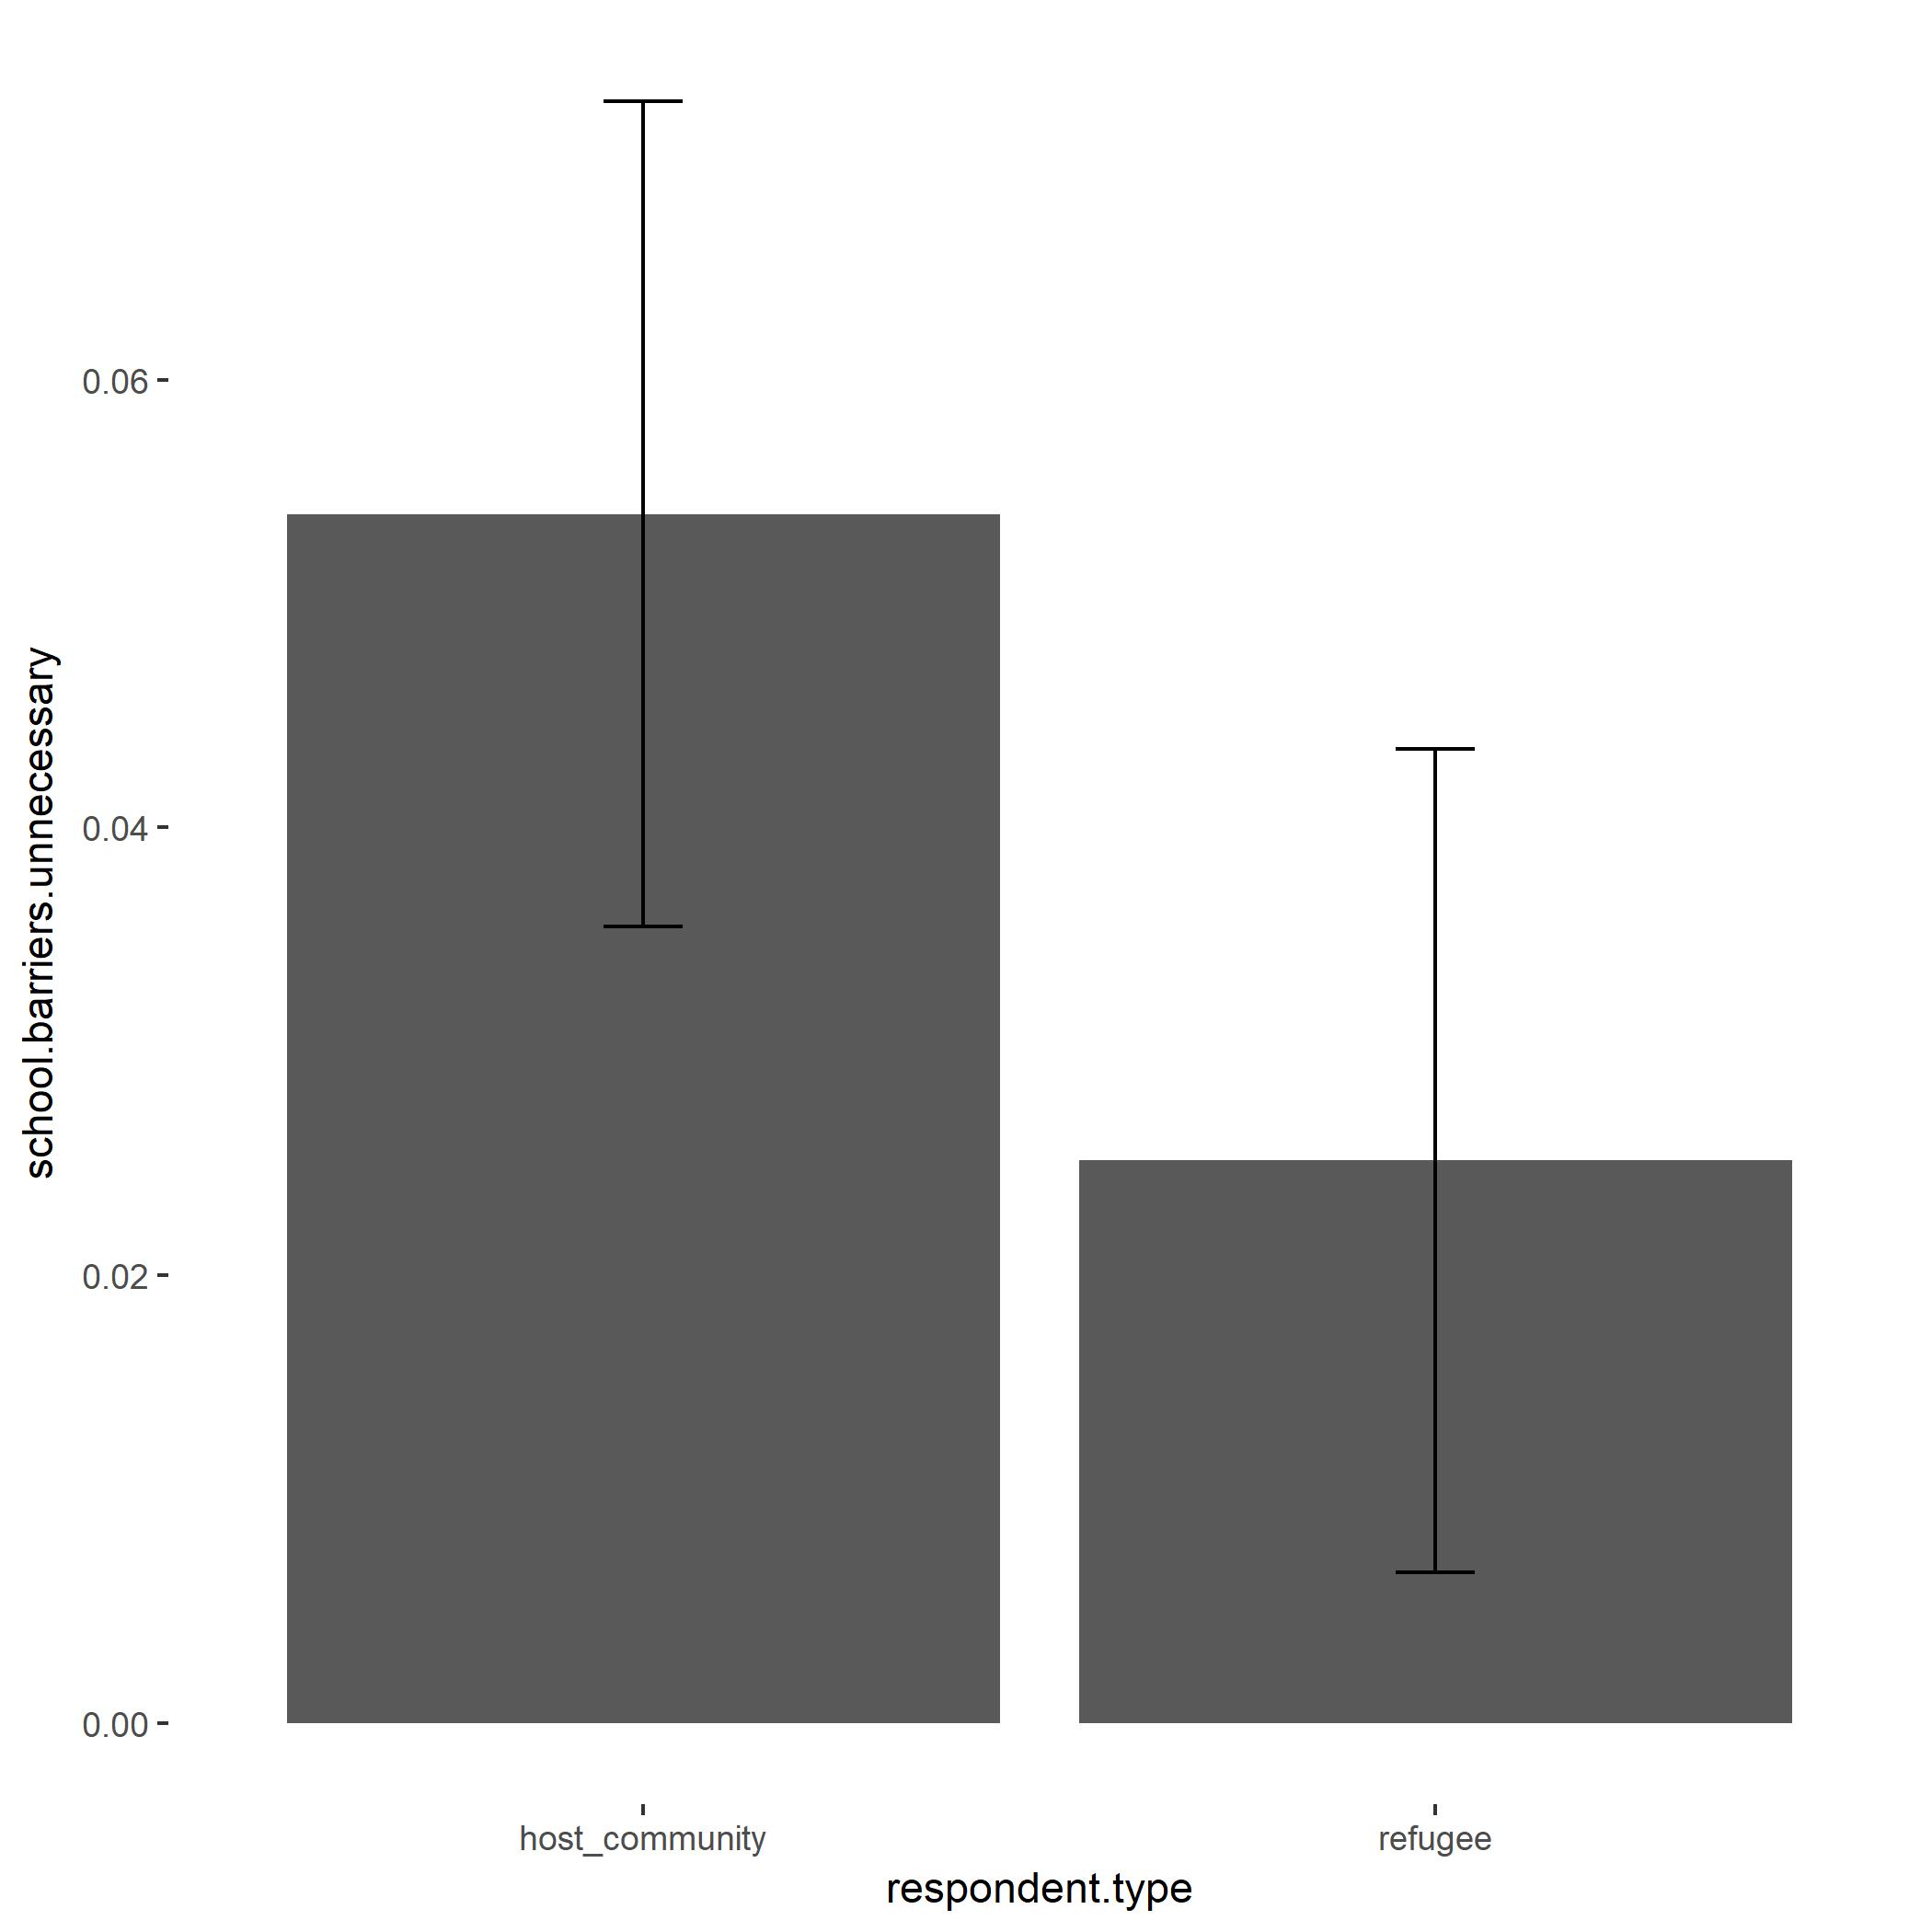 school.barriers.unnecessary
0.06
0.04
0.02
0.00
host_community
refugee
respondent.type